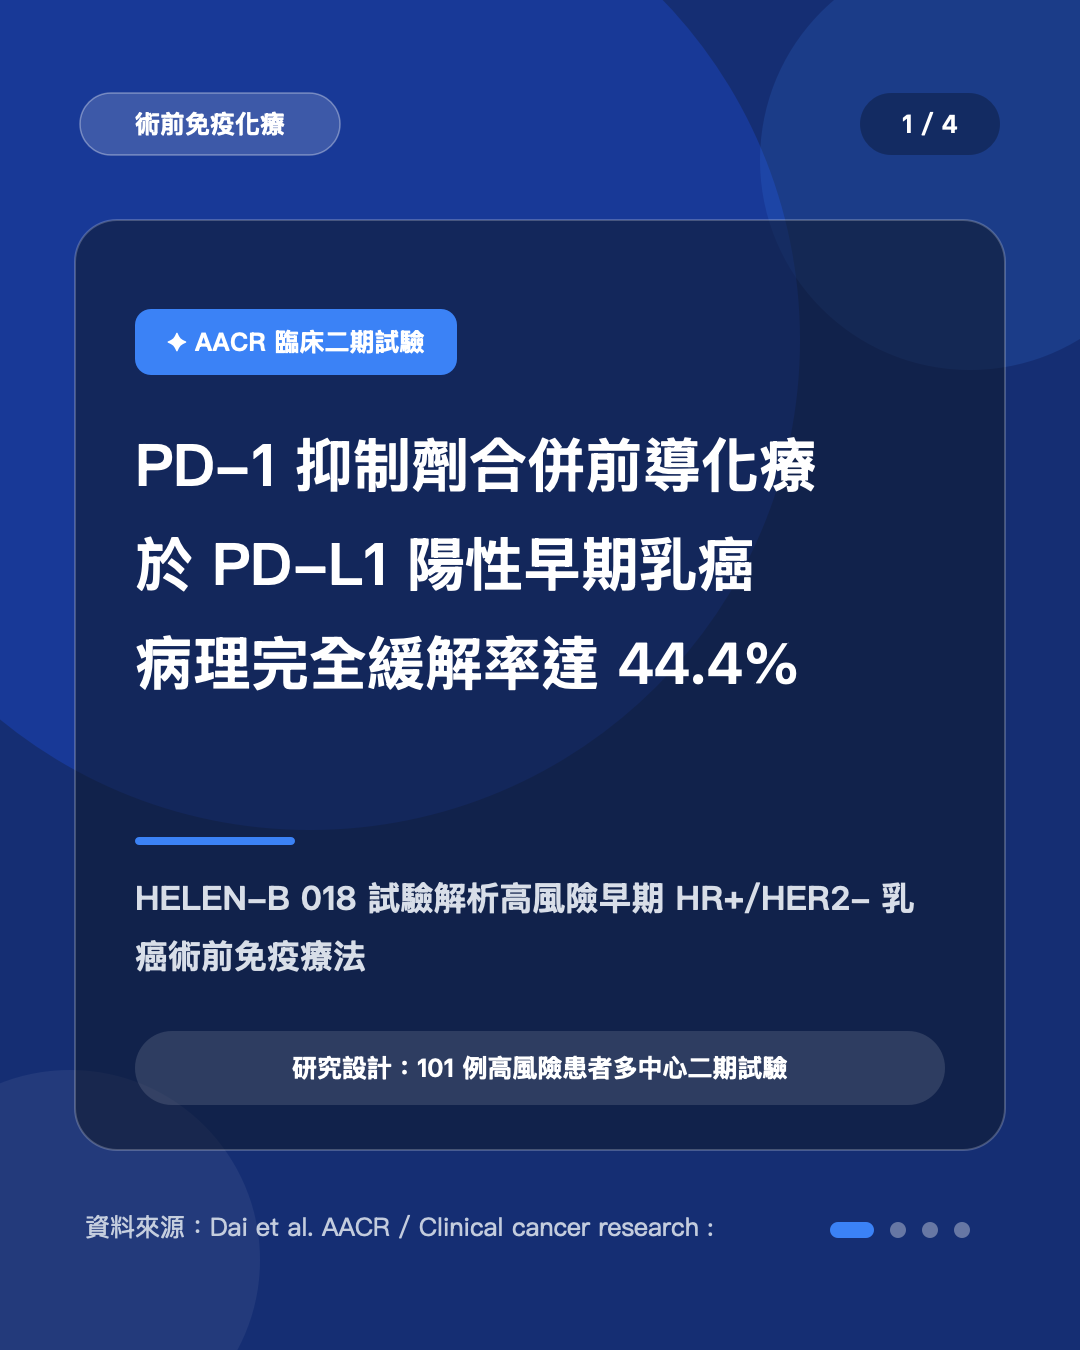 術前免疫化療
1 / 4
✦ AACR 臨床二期試驗
PD-1 抑制劑合併前導化療
於 PD-L1 陽性早期乳癌
病理完全緩解率達 44.4%
HELEN-B 018 試驗解析高風險早期 HR+/HER2- 乳
癌術前免疫療法
研究設計：101 例高風險患者多中心二期試驗
資料來源：Dai et al. AACR / Clinical cancer research :